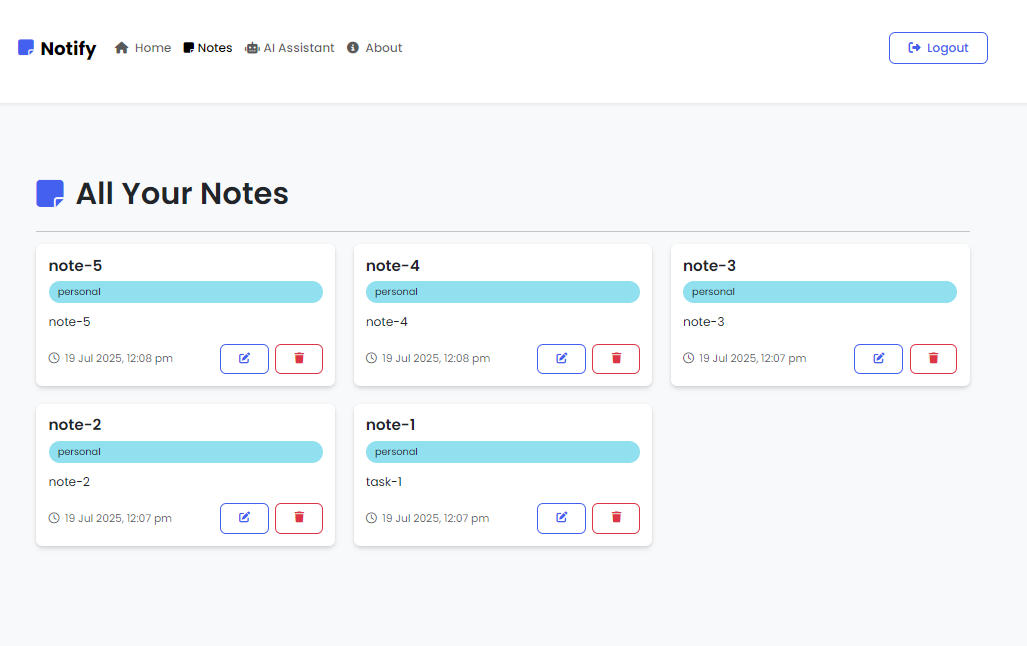 Notify Home Notes AI Assistant About Logout
All Your Notes
note-5
personal
note-5
19 Jul 2025, 12:08 pm
note-4
personal
note-4
19 Jul 2025, 12:08 pm
note-3
personal
note-3
19 Jul 2025, 12:07 pm
note-2
personal
note-2
19 Jul 2025, 12:07 pm
note-1
personal
task-1
19 Jul 2025, 12:07 pm